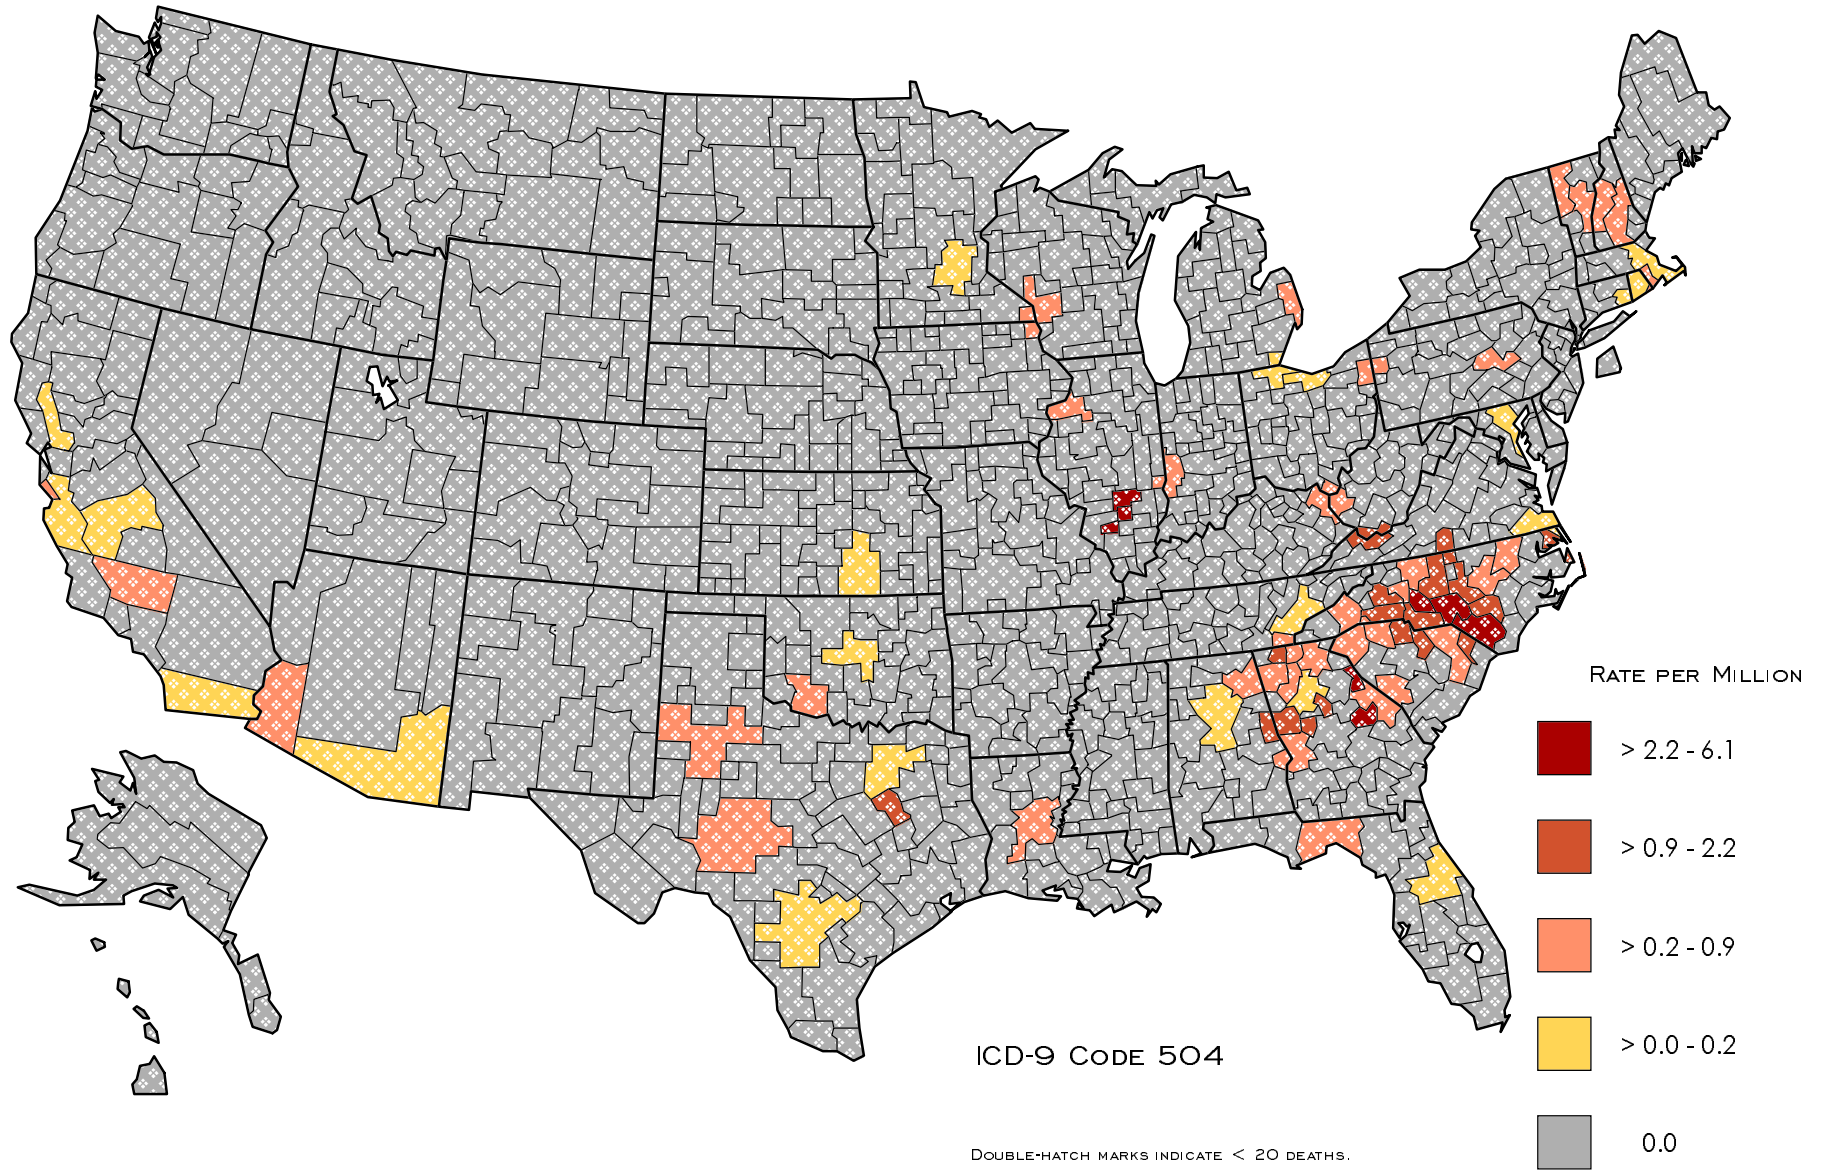 Rate per Million
> 2.2 - 6.1
> 0.9 - 2.2
> 0.2 - 0.9
> 0.0 - 0.2
0.0
ICD-9 Code 504
Double-hatch marks indicate < 20 deaths.